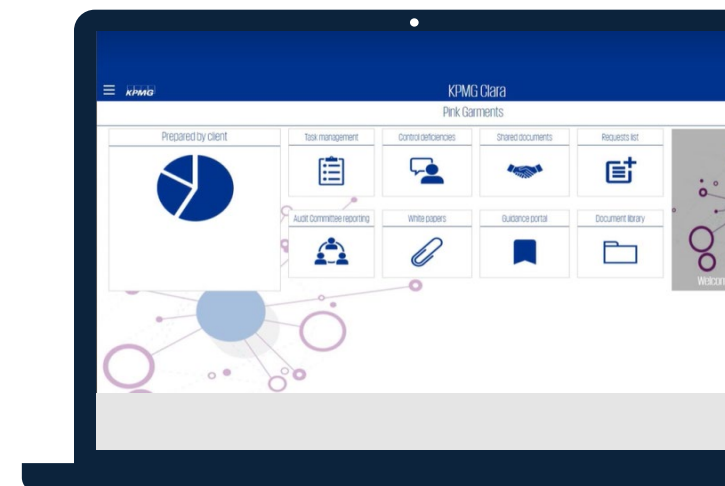 KPMG
KPMG Clara
Pink Garments
Prepared by client
Task management
Control deficiencies
Shared documents
Requests list
Audit Committee reporting
White papers
Guidance portal
Document library
Welcom